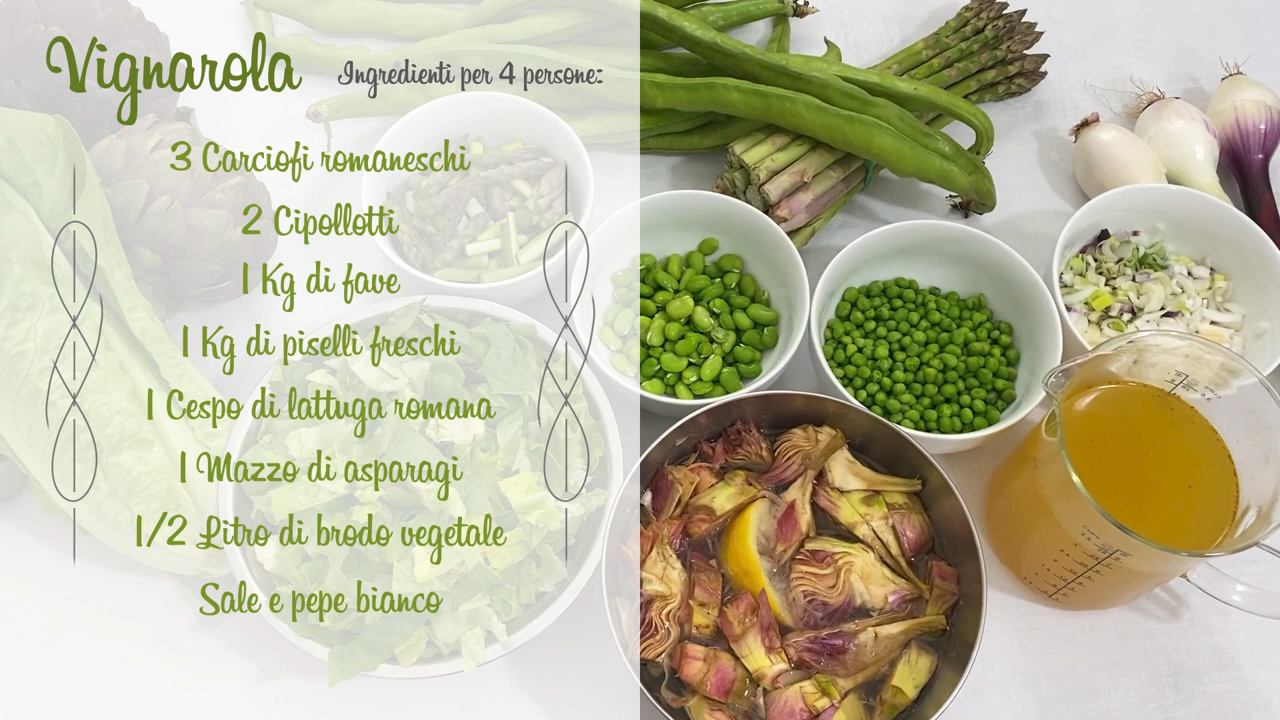 Vignarola
Ingredienti per 4 persone:
3 Carciofi romaneschi
2 Cipollotti
1 Kg di fave
1 Kg di piselli freschi
1 Cespo di lattuga romana
1 Mazzo di asparagi
1/2 Litro di brodo vegetale
Sale e pepe bianco